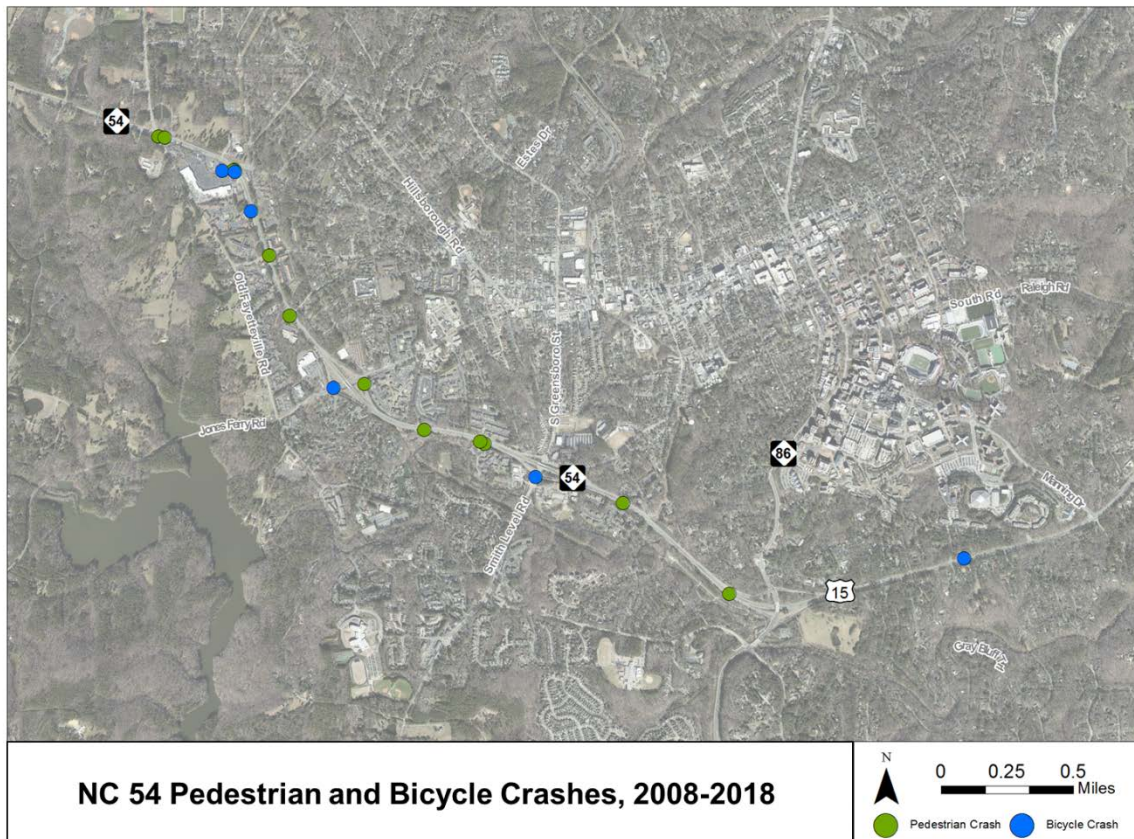 54
Estes Dr
Hillsborough Rd
Old Fayetteville Rd
S Greensboro St
South Rd
Raleigh Rd
Jones Ferry Rd
86
54
Manning Dr
Smith Level Rd
15
Gray Bluff Trl
NC 54 Pedestrian and Bicycle Crashes, 2008-2018
N
0 0.25 0.5
Miles
Pedestrian Crash Bicycle Crash